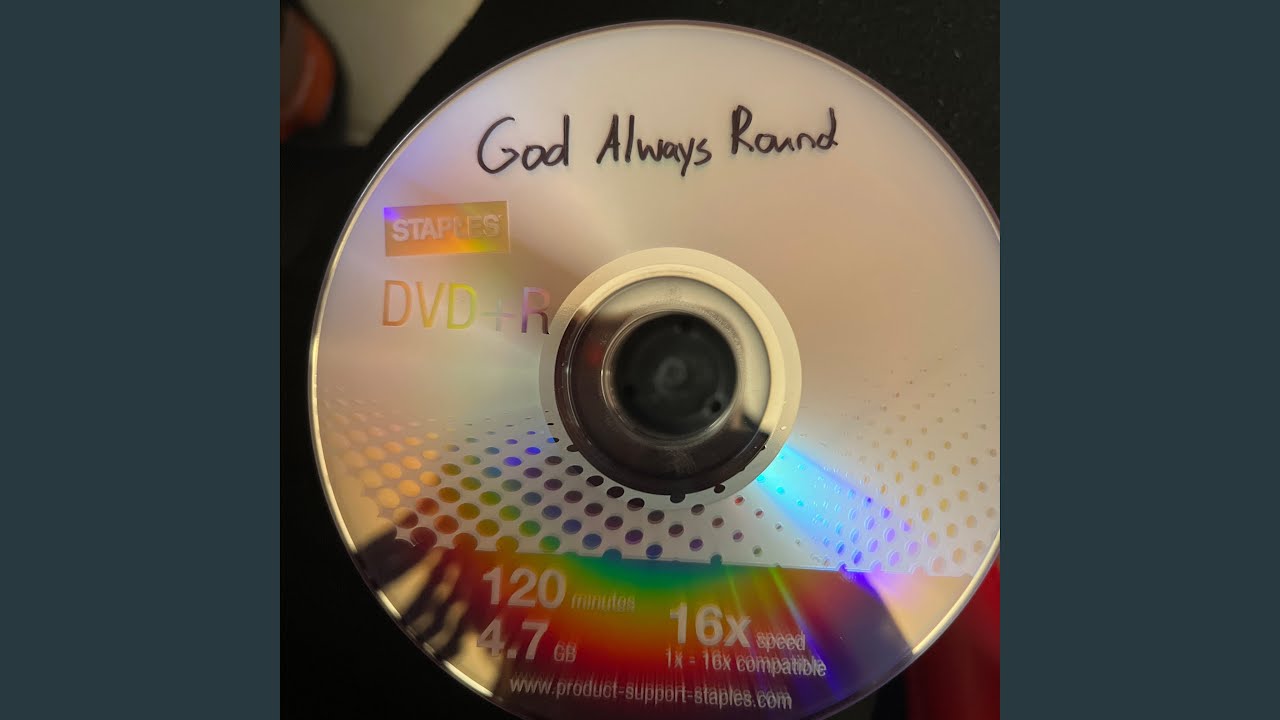 God Always Round
STAPLES
DVD+R
120 minutes
4.7 GB
16x speed
1x - 16x compatible
www.product-support-staples.com